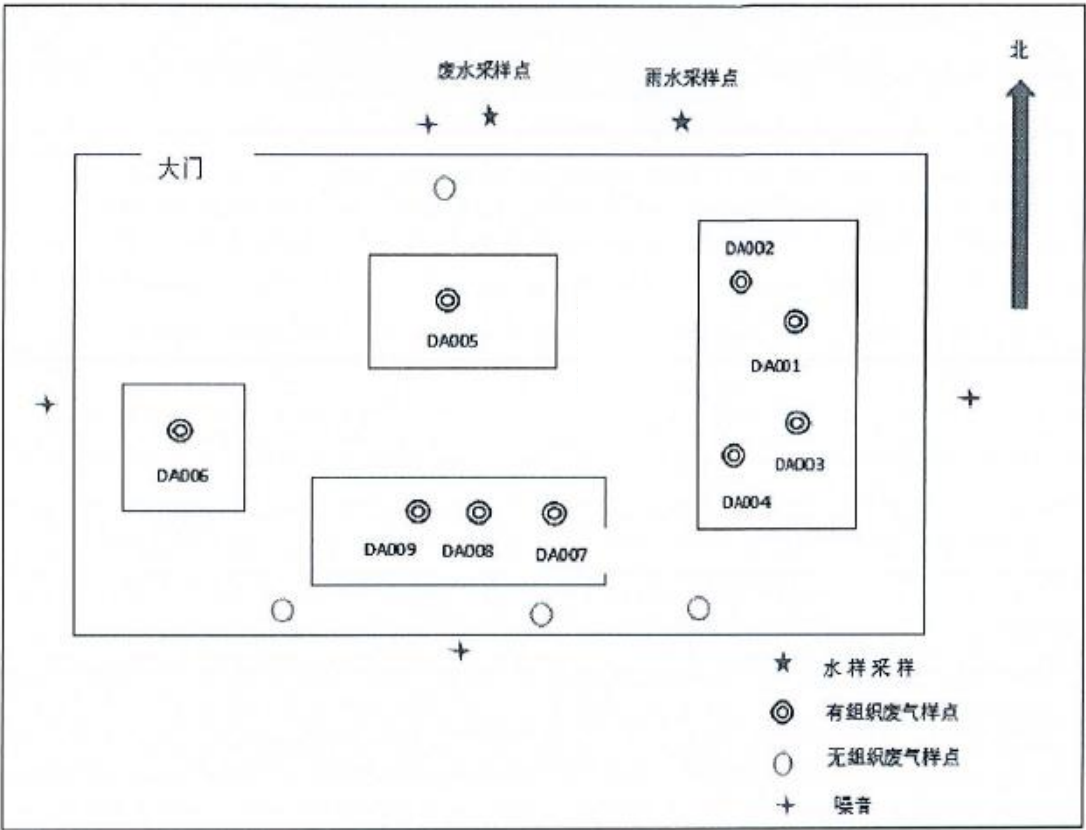 北
废水采样点
雨水采样点
大门
DA002
DA005
DA001
DA006
DA003
DA004
DA009
DA008
DA007
水样采样
有组织废气样点
无组织废气样点
噪音